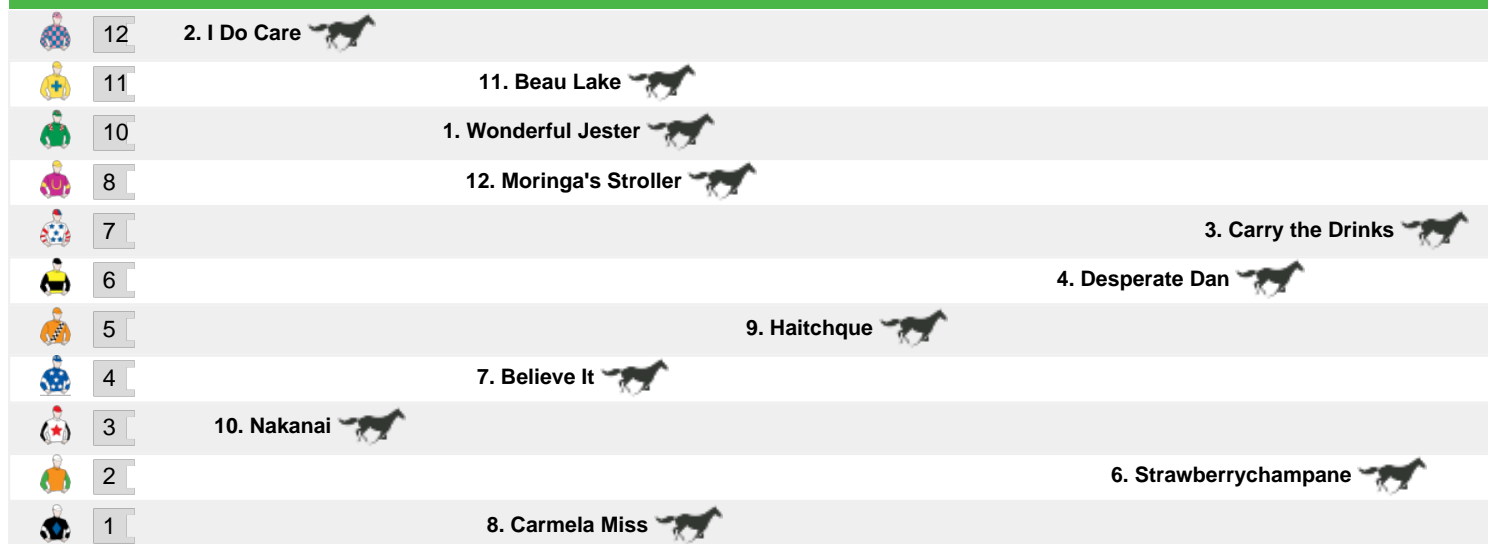 12 2. I Do Care
11 11. Beau Lake
10 1. Wonderful Jester
8 12. Moringa's Stroller
7 3. Carry the Drinks
6 4. Desperate Dan
5 9. Haitchque
4 7. Believe It
3 10. Nakanai
2 6. Strawberrychampane
1 8. Carmela Miss